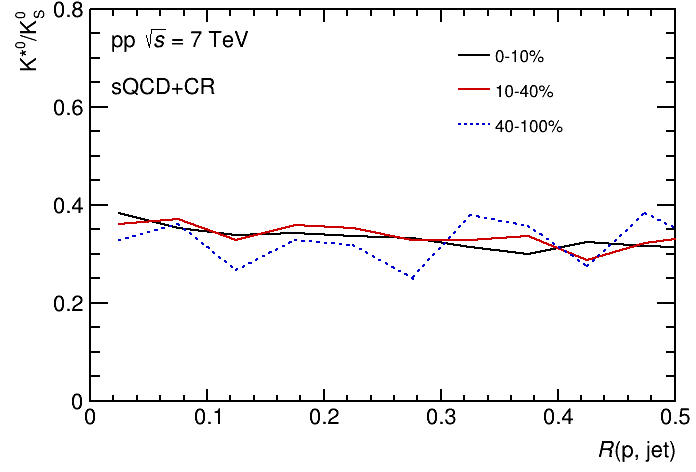 K*⁰/K⁰S
0.8
0.6
0.4
0.2
0
pp √s = 7 TeV
sQCD+CR
0-10%
10-40%
40-100%
0 0.1 0.2 0.3 0.4 0.5
R(p, jet)